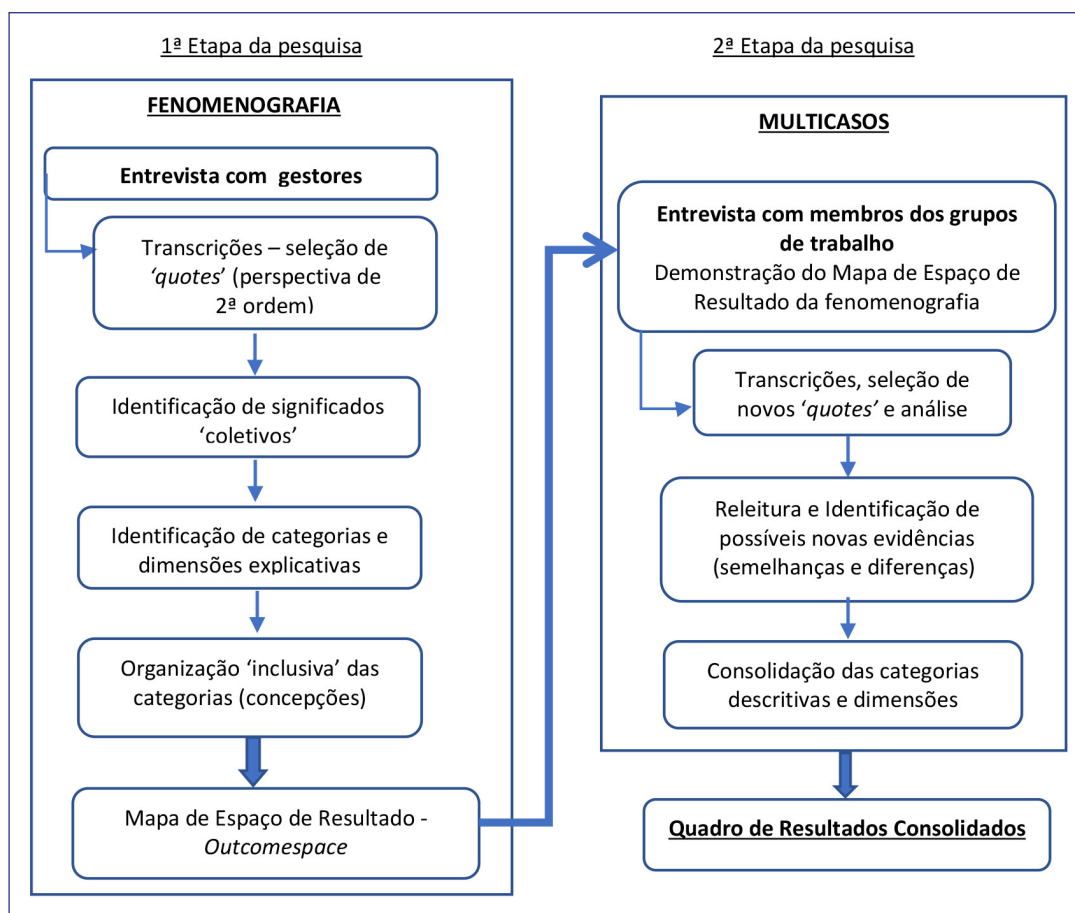 1ª Etapa da pesquisa
FENOMENOGRAFIA
Entrevista com  gestores
Transcrições – seleção de
‘quotes’ (perspectiva de
2ª ordem)
Identificação de significados
‘coletivos’
Identificação de categorias e
dimensões explicativas
Organização ‘inclusiva’ das
categorias (concepções)
Mapa de Espaço de Resultado -
Outcomespace
2ª Etapa da pesquisa
MULTICASOS
Entrevista com membros dos grupos
de trabalho
Demonstração do Mapa de Espaço de
Resultado da fenomenografia
Transcrições, seleção de
novos ‘quotes’ e análise
Releitura e Identificação de
possíveis novas evidências
(semelhanças e diferenças)
Consolidação das categorias
descritivas e dimensões
Quadro de Resultados Consolidados